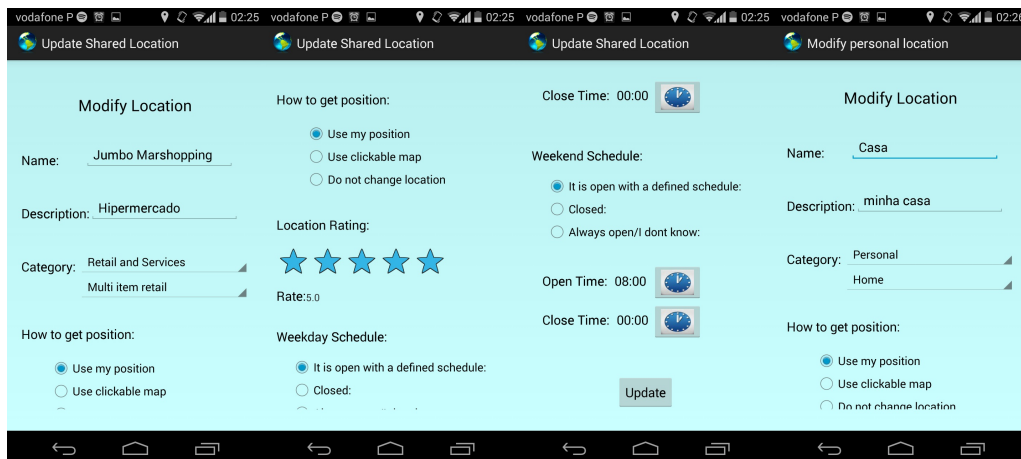 vodafone P 02:25
Update Shared Location
Modify Location
Name: Jumbo Marshopping
Description: Hipermercado
Category: Retail and Services
Multi item retail
How to get position:
Use my position
Use clickable map
vodafone P 02:25
Update Shared Location
How to get position:
Use my position
Use clickable map
Do not change location
Location Rating:
Rate:5.0
Weekday Schedule:
It is open with a defined schedule:
Closed:
vodafone P 02:25
Update Shared Location
Close Time: 00:00
Weekend Schedule:
It is open with a defined schedule:
Closed:
Always open/I dont know:
Open Time: 08:00
Close Time: 00:00
Update
vodafone P 02:26
Modify personal location
Modify Location
Name: Casa
Description: minha casa
Category: Personal
Home
How to get position:
Use my position
Use clickable map
Do not change location